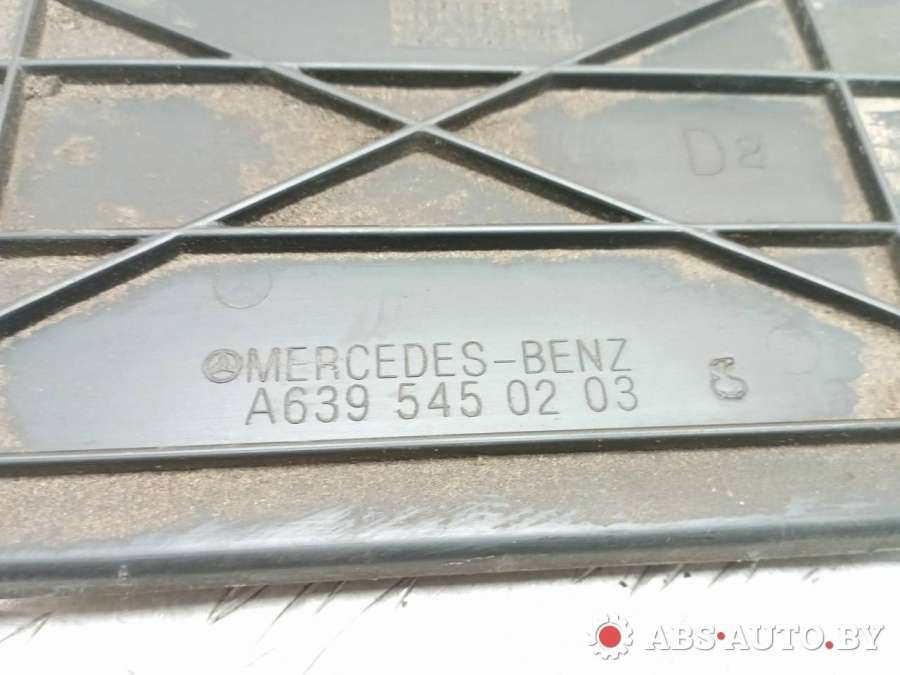 D2
MERCEDES-BENZ
A639 545 02 03
ABS-AUTO.BY